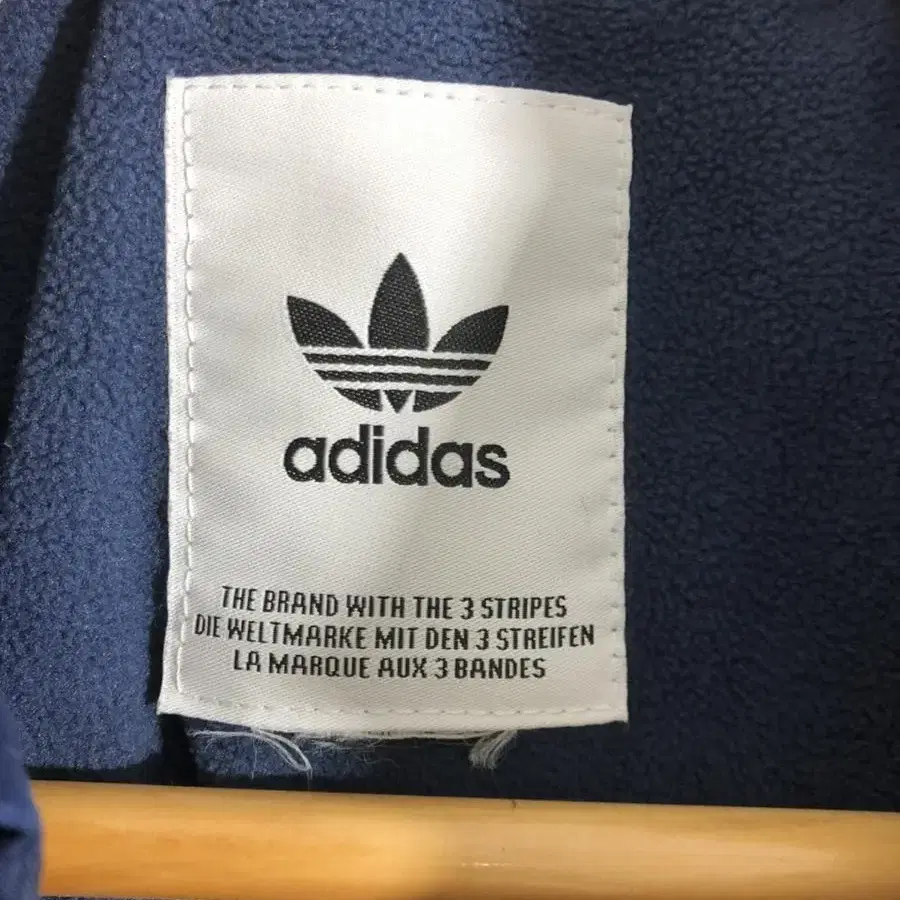 adidas
THE BRAND WITH THE 3 STRIPES
DIE WELTMARKE MIT DEN 3 STREIFEN
LA MARQUE AUX 3 BANDES